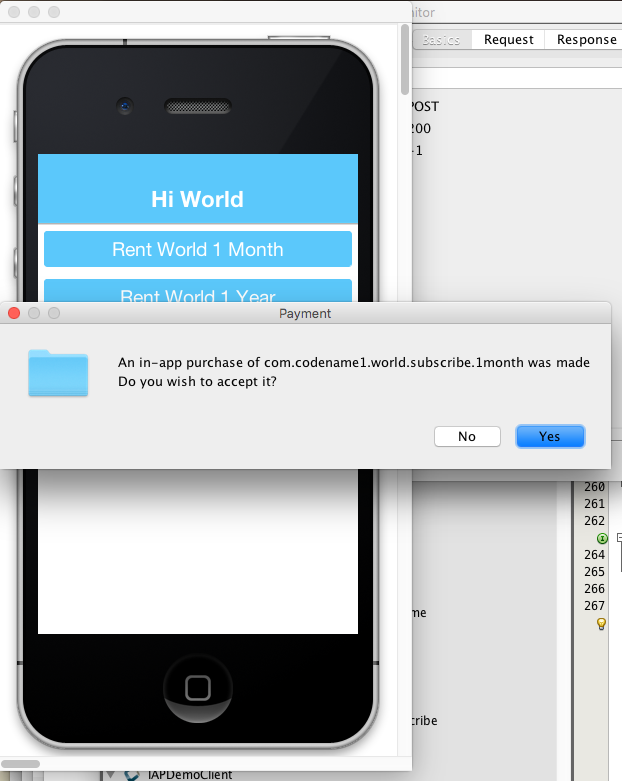 nitor
Basics
Request
Response
POST
200
-1
Hi World
Rent World 1 Month
Rent World 1 Year
Payment
An in-app purchase of com.codename1.world.subscribe.1month was made
Do you wish to accept it?
No
Yes
260
261
262
264
265
266
267
me
cribe
IAPDemoClient